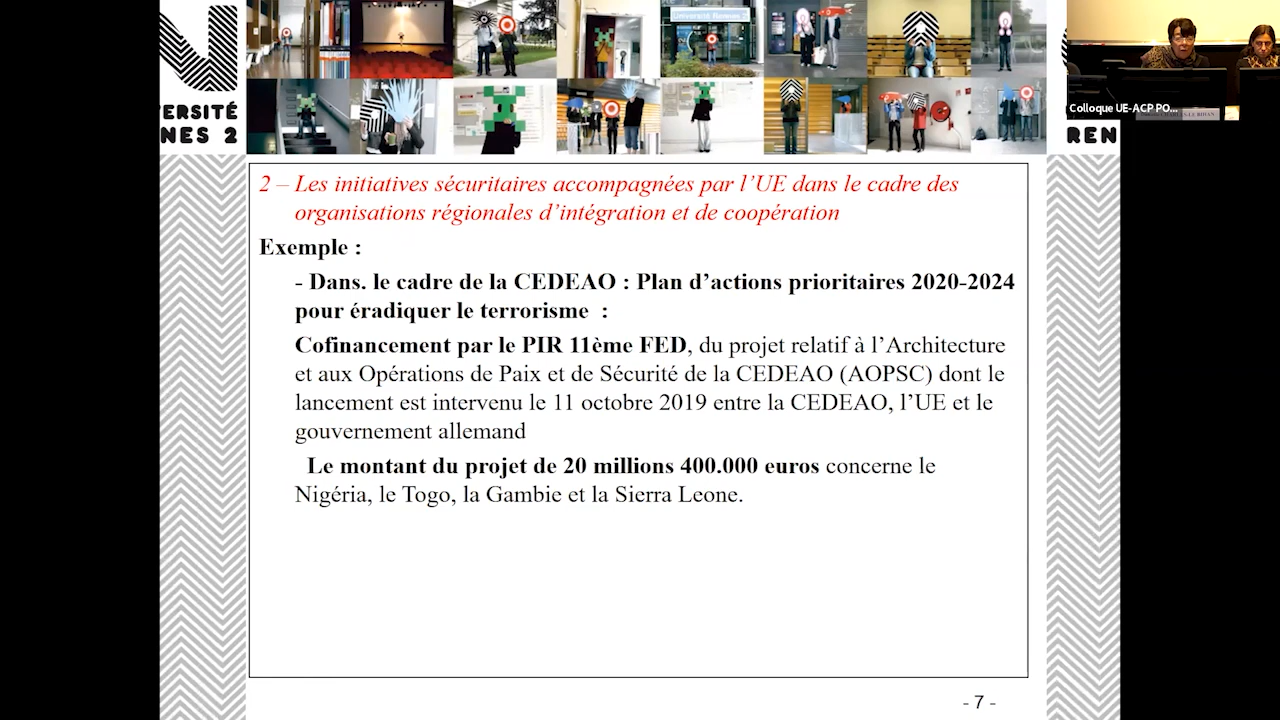 ERSITÉ
NES 2
REN
Colloque UE-ACP PO...
2 – Les initiatives sécuritaires accompagnées par l’UE dans le cadre des
organisations régionales d’intégration et de coopération
Exemple :
- Dans. le cadre de la CEDEAO : Plan d’actions prioritaires 2020-2024
pour éradiquer le terrorisme :
Cofinancement par le PIR 11ème FED, du projet relatif à l’Architecture
et aux Opérations de Paix et de Sécurité de la CEDEAO (AOPSC) dont le
lancement est intervenu le 11 octobre 2019 entre la CEDEAO, l’UE et le
gouvernement allemand
Le montant du projet de 20 millions 400.000 euros concerne le
Nigéria, le Togo, la Gambie et la Sierra Leone.
- 7 -